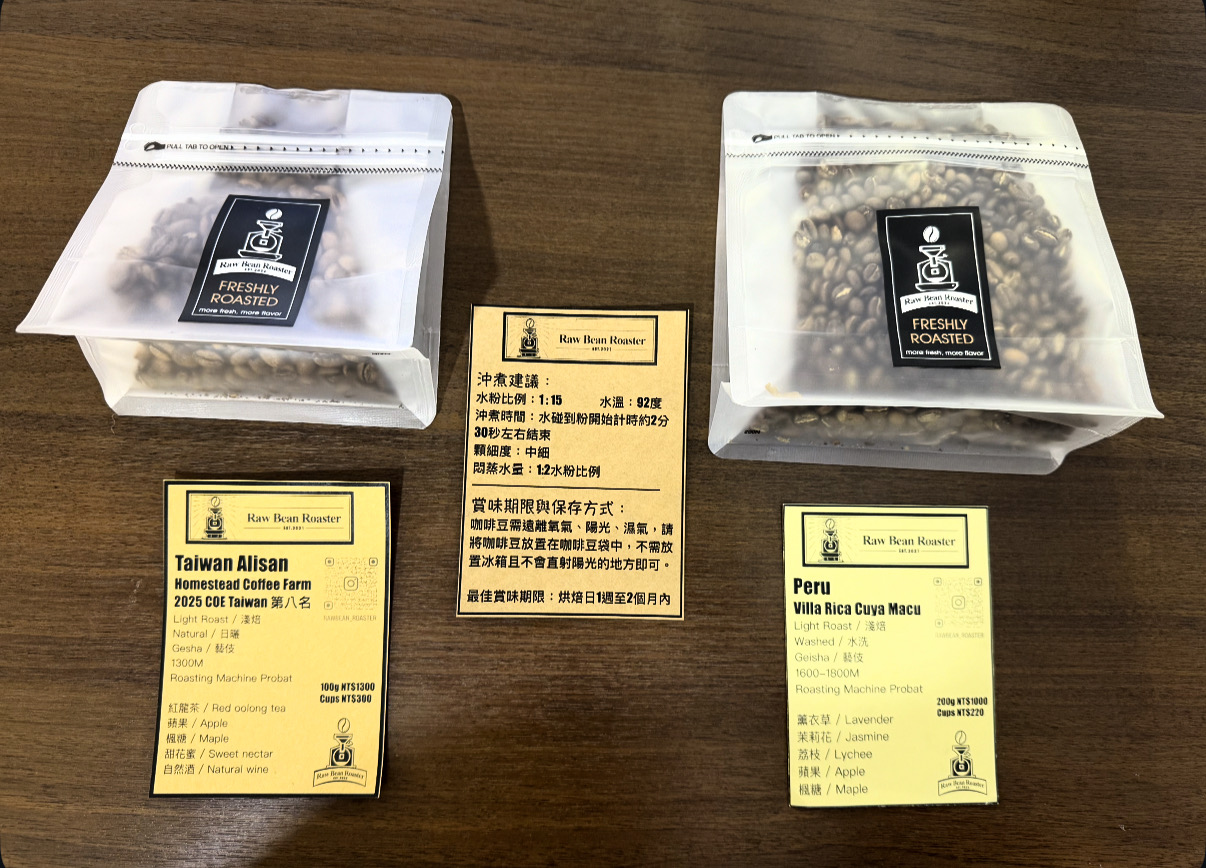 PULL TAB TO OPEN
Raw Bean Roaster
EST.2021
FRESHLY
ROASTED
more fresh, more flavor
PULL TAB TO OPEN
Raw Bean Roaster
EST.2021
FRESHLY
ROASTED
more fresh, more flavor
Raw Bean Roaster
EST.2021
沖煮建議：
水粉比例：1:15 水溫：92度
沖煮時間：水碰到粉開始計時約2分
30秒左右結束
顆細度：中細
悶蒸水量：1:2水粉比例
賞味期限與保存方式：
咖啡豆需遠離氧氣、陽光、濕氣，請
將咖啡豆放置在咖啡豆袋中，不需放
置冰箱且不會直射陽光的地方即可。
最佳賞味期限：烘焙日1週至2個月內
Raw Bean Roaster
EST.2021
Taiwan Alisan
Homestead Coffee Farm
2025 COE Taiwan 第八名
Light Roast / 淺焙
Natural / 日曬
Gesha / 藝伎
1300M
Roasting Machine Probat
RAWBEAN_ROASTER
100g NT$1300
Cups NT$300
紅龍茶 / Red oolong tea
蘋果 / Apple
楓糖 / Maple
甜花蜜 / Sweet nectar
自然酒 / Natural wine
Raw Bean Roaster
Raw Bean Roaster
EST.2021
Peru
Villa Rica Cuya Macu
Light Roast / 淺焙
Washed / 水洗
Geisha / 藝伎
1600-1800M
Roasting Machine Probat
RAWBEAN_ROASTER
200g NT$1000
Cups NT$220
薰衣草 / Lavender
茉莉花 / Jasmine
荔枝 / Lychee
蘋果 / Apple
楓糖 / Maple
Raw Bean Roaster